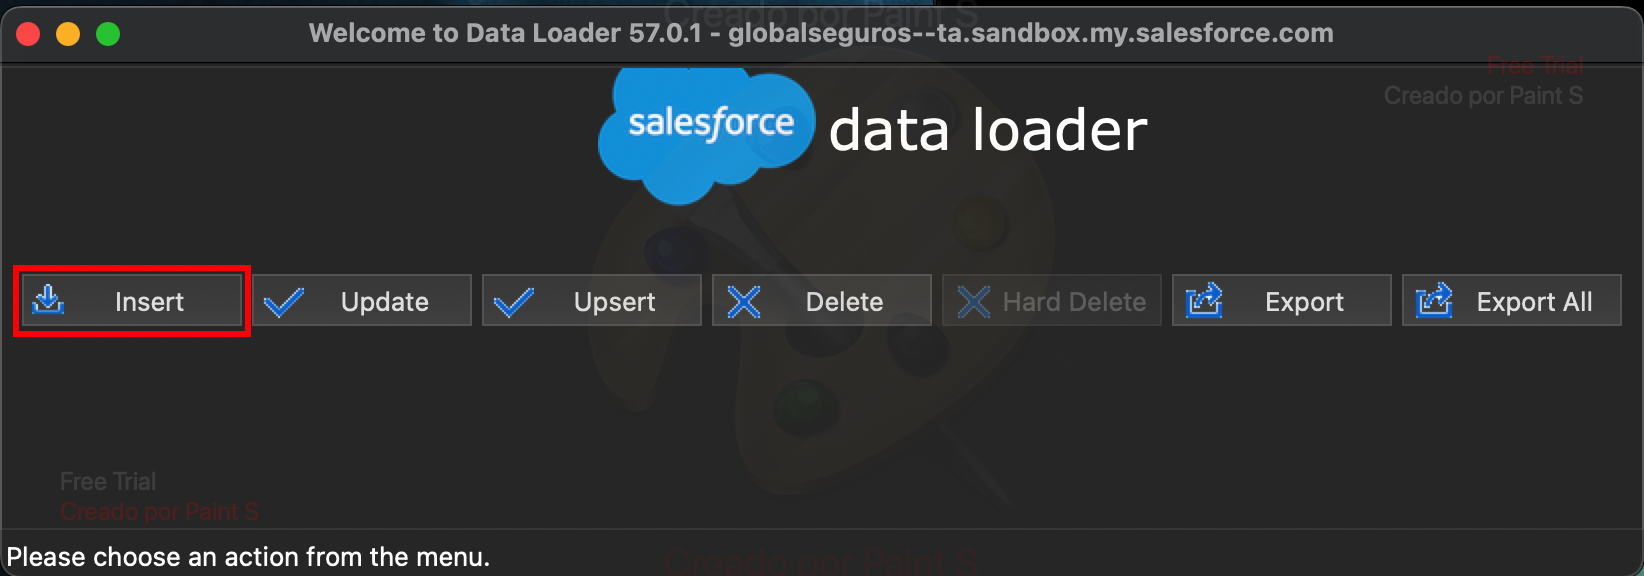 Creado por Paint S
Welcome to Data Loader 57.0.1 - globalseguros--ta.sandbox.my.salesforce.com
Free Trial
Creado por Paint S
salesforce data loader
Insert Update Upsert Delete Hard Delete Export Export All
Free Trial
Creado por Paint S
Please choose an action from the menu.
Creado por Paint S